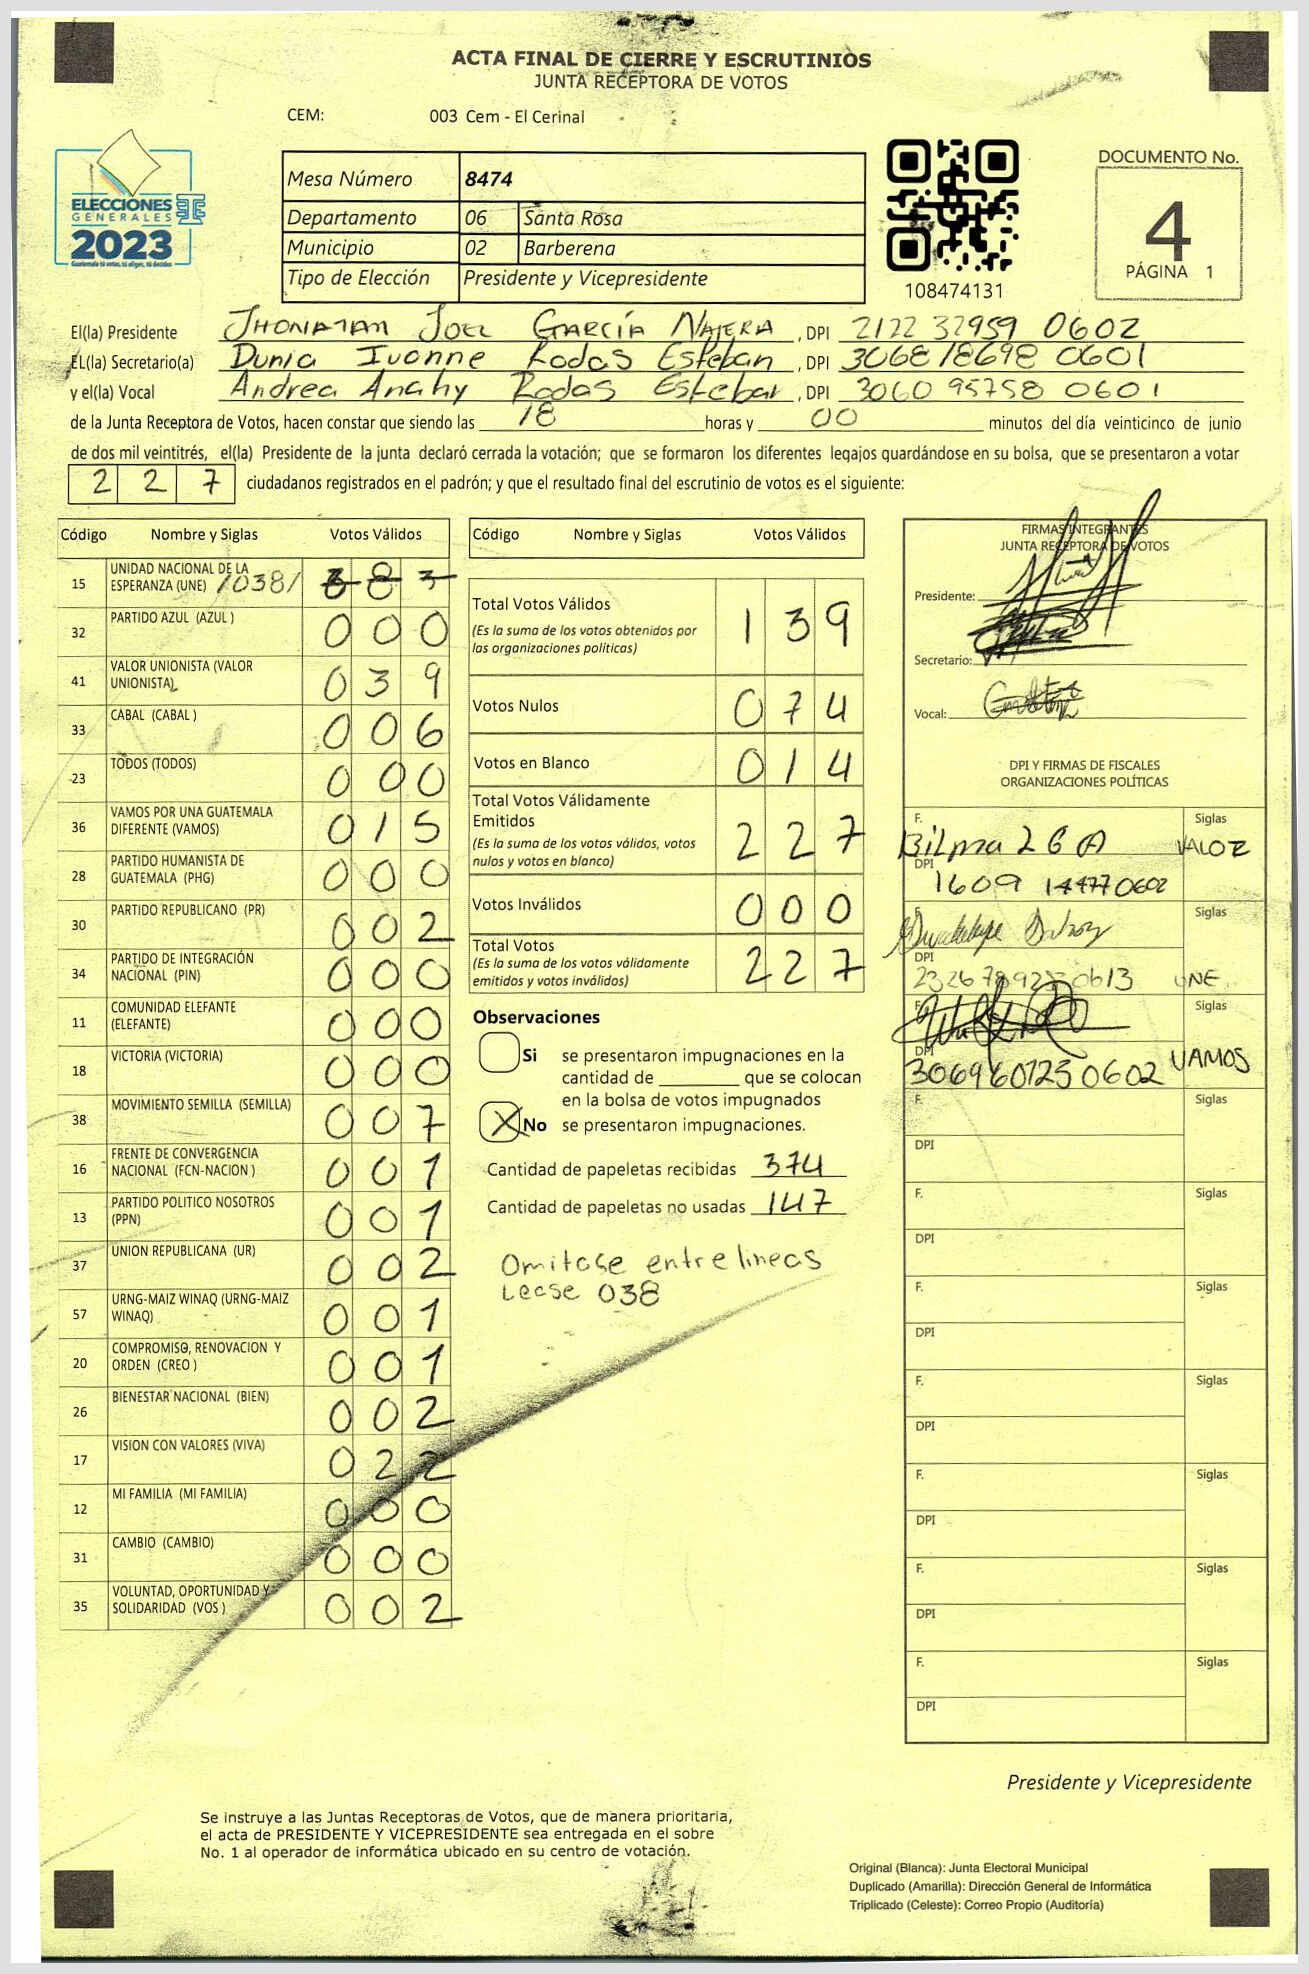 ACTA FINAL DE CIERRE Y ESCRUTINIOS
JUNTA RECEPTORA DE VOTOS
CEM: 003 Cem - El Cerinal
ELECCIONES
GENERALES
2023
Guatemala tú votas, tú eliges, tú decides
Mesa Número 8474
Departamento 06 Santa Rosa
Municipio 02 Barberena
Tipo de Elección Presidente y Vicepresidente
108474131
DOCUMENTO No.
4
PÁGINA 1
El(la) Presidente JHONATAN JOEL GARCÍA NAJERA, DPI 2122 32959 0602
EL(la) Secretario(a) Dunia Ivonne Rodas Esteban, DPI 3068 18698 0601
y el(la) Vocal Andrea Anahy Rodas Esteban, DPI 3060 95758 0601
de la Junta Receptora de Votos, hacen constar que siendo las 18 horas y 00 minutos del día veinticinco de junio
de dos mil veintitrés, el(la) Presidente de la junta declaró cerrada la votación; que se formaron los diferentes legajos guardándose en su bolsa, que se presentaron a votar
2 2 7 ciudadanos registrados en el padrón; y que el resultado final del escrutinio de votos es el siguiente:
Código Nombre y Siglas Votos Válidos
15 UNIDAD NACIONAL DE LA
ESPERANZA (UNE) /038/ 3 8 3
32 PARTIDO AZUL (AZUL ) 0 0 0
41 VALOR UNIONISTA (VALOR
UNIONISTA) 0 3 9
33 CABAL (CABAL ) 0 0 6
23 TODOS (TODOS) 0 0 0
36 VAMOS POR UNA GUATEMALA
DIFERENTE (VAMOS) 0 1 5
28 PARTIDO HUMANISTA DE
GUATEMALA (PHG) 0 0 0
30 PARTIDO REPUBLICANO (PR) 0 0 2
34 PARTIDO DE INTEGRACIÓN
NACIONAL (PIN) 0 0 0
11 COMUNIDAD ELEFANTE
(ELEFANTE) 0 0 0
18 VICTORIA (VICTORIA) 0 0 0
38 MOVIMIENTO SEMILLA (SEMILLA) 0 0 7
16 FRENTE DE CONVERGENCIA
NACIONAL (FCN-NACION ) 0 0 1
13 PARTIDO POLITICO NOSOTROS
(PPN) 0 0 1
37 UNION REPUBLICANA (UR) 0 0 2
57 URNG-MAIZ WINAQ (URNG-MAIZ
WINAQ) 0 0 1
20 COMPROMISO, RENOVACION Y
ORDEN (CREO ) 0 0 1
26 BIENESTAR NACIONAL (BIEN) 0 0 2
17 VISION CON VALORES (VIVA) 0 2 2
12 MI FAMILIA (MI FAMILIA) 0 0 0
31 CAMBIO (CAMBIO) 0 0 0
35 VOLUNTAD, OPORTUNIDAD Y
SOLIDARIDAD (VOS ) 0 0 2
Código Nombre y Siglas Votos Válidos
Total Votos Válidos 1 3 9
(Es la suma de los votos obtenidos por
las organizaciones políticas)
Votos Nulos 0 7 4
Votos en Blanco 0 1 4
Total Votos Válidamente
Emitidos 2 2 7
(Es la suma de los votos válidos, votos
nulos y votos en blanco)
Votos Inválidos 0 0 0
Total Votos 2 2 7
(Es la suma de los votos válidamente
emitidos y votos inválidos)
Observaciones
Si se presentaron impugnaciones en la
cantidad de ________ que se colocan
en la bolsa de votos impugnados
X No se presentaron impugnaciones.
Cantidad de papeletas recibidas 374
Cantidad de papeletas no usadas 147
Omitase entre lineas
Lease 038
FIRMAS INTEGRANTES
JUNTA RECEPTORA DE VOTOS
Presidente:
Secretario:
Vocal:
DPI Y FIRMAS DE FISCALES
ORGANIZACIONES POLÍTICAS
F. Bilma L G A Siglas VALOR
DPI 1609 14477 0602
F. Guadalupe Siglas UNE
DPI
F. Siglas VAMOS
DPI 3069601230602
F. Siglas
DPI
F. Siglas
DPI
F. Siglas
DPI
F. Siglas
DPI
F. Siglas
DPI
F. Siglas
DPI
F. Siglas
DPI
Presidente y Vicepresidente
Se instruye a las Juntas Receptoras de Votos, que de manera prioritaria,
el acta de PRESIDENTE Y VICEPRESIDENTE sea entregada en el sobre
No. 1 al operador de informática ubicado en su centro de votación.
Original (Blanca): Junta Electoral Municipal
Duplicado (Amarilla): Dirección General de Informática
Triplicado (Celeste): Correo Propio (Auditoría)